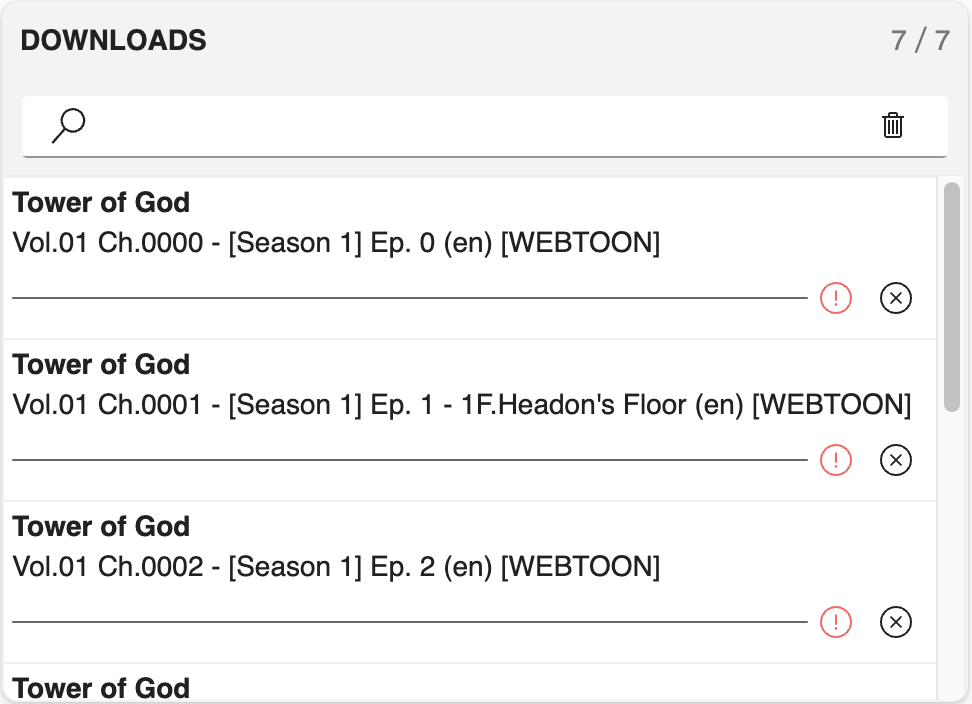 DOWNLOADS
7 / 7
Tower of God
Vol.01 Ch.0000 - [Season 1] Ep. 0 (en) [WEBTOON]
Tower of God
Vol.01 Ch.0001 - [Season 1] Ep. 1 - 1F.Headon's Floor (en) [WEBTOON]
Tower of God
Vol.01 Ch.0002 - [Season 1] Ep. 2 (en) [WEBTOON]
Tower of God